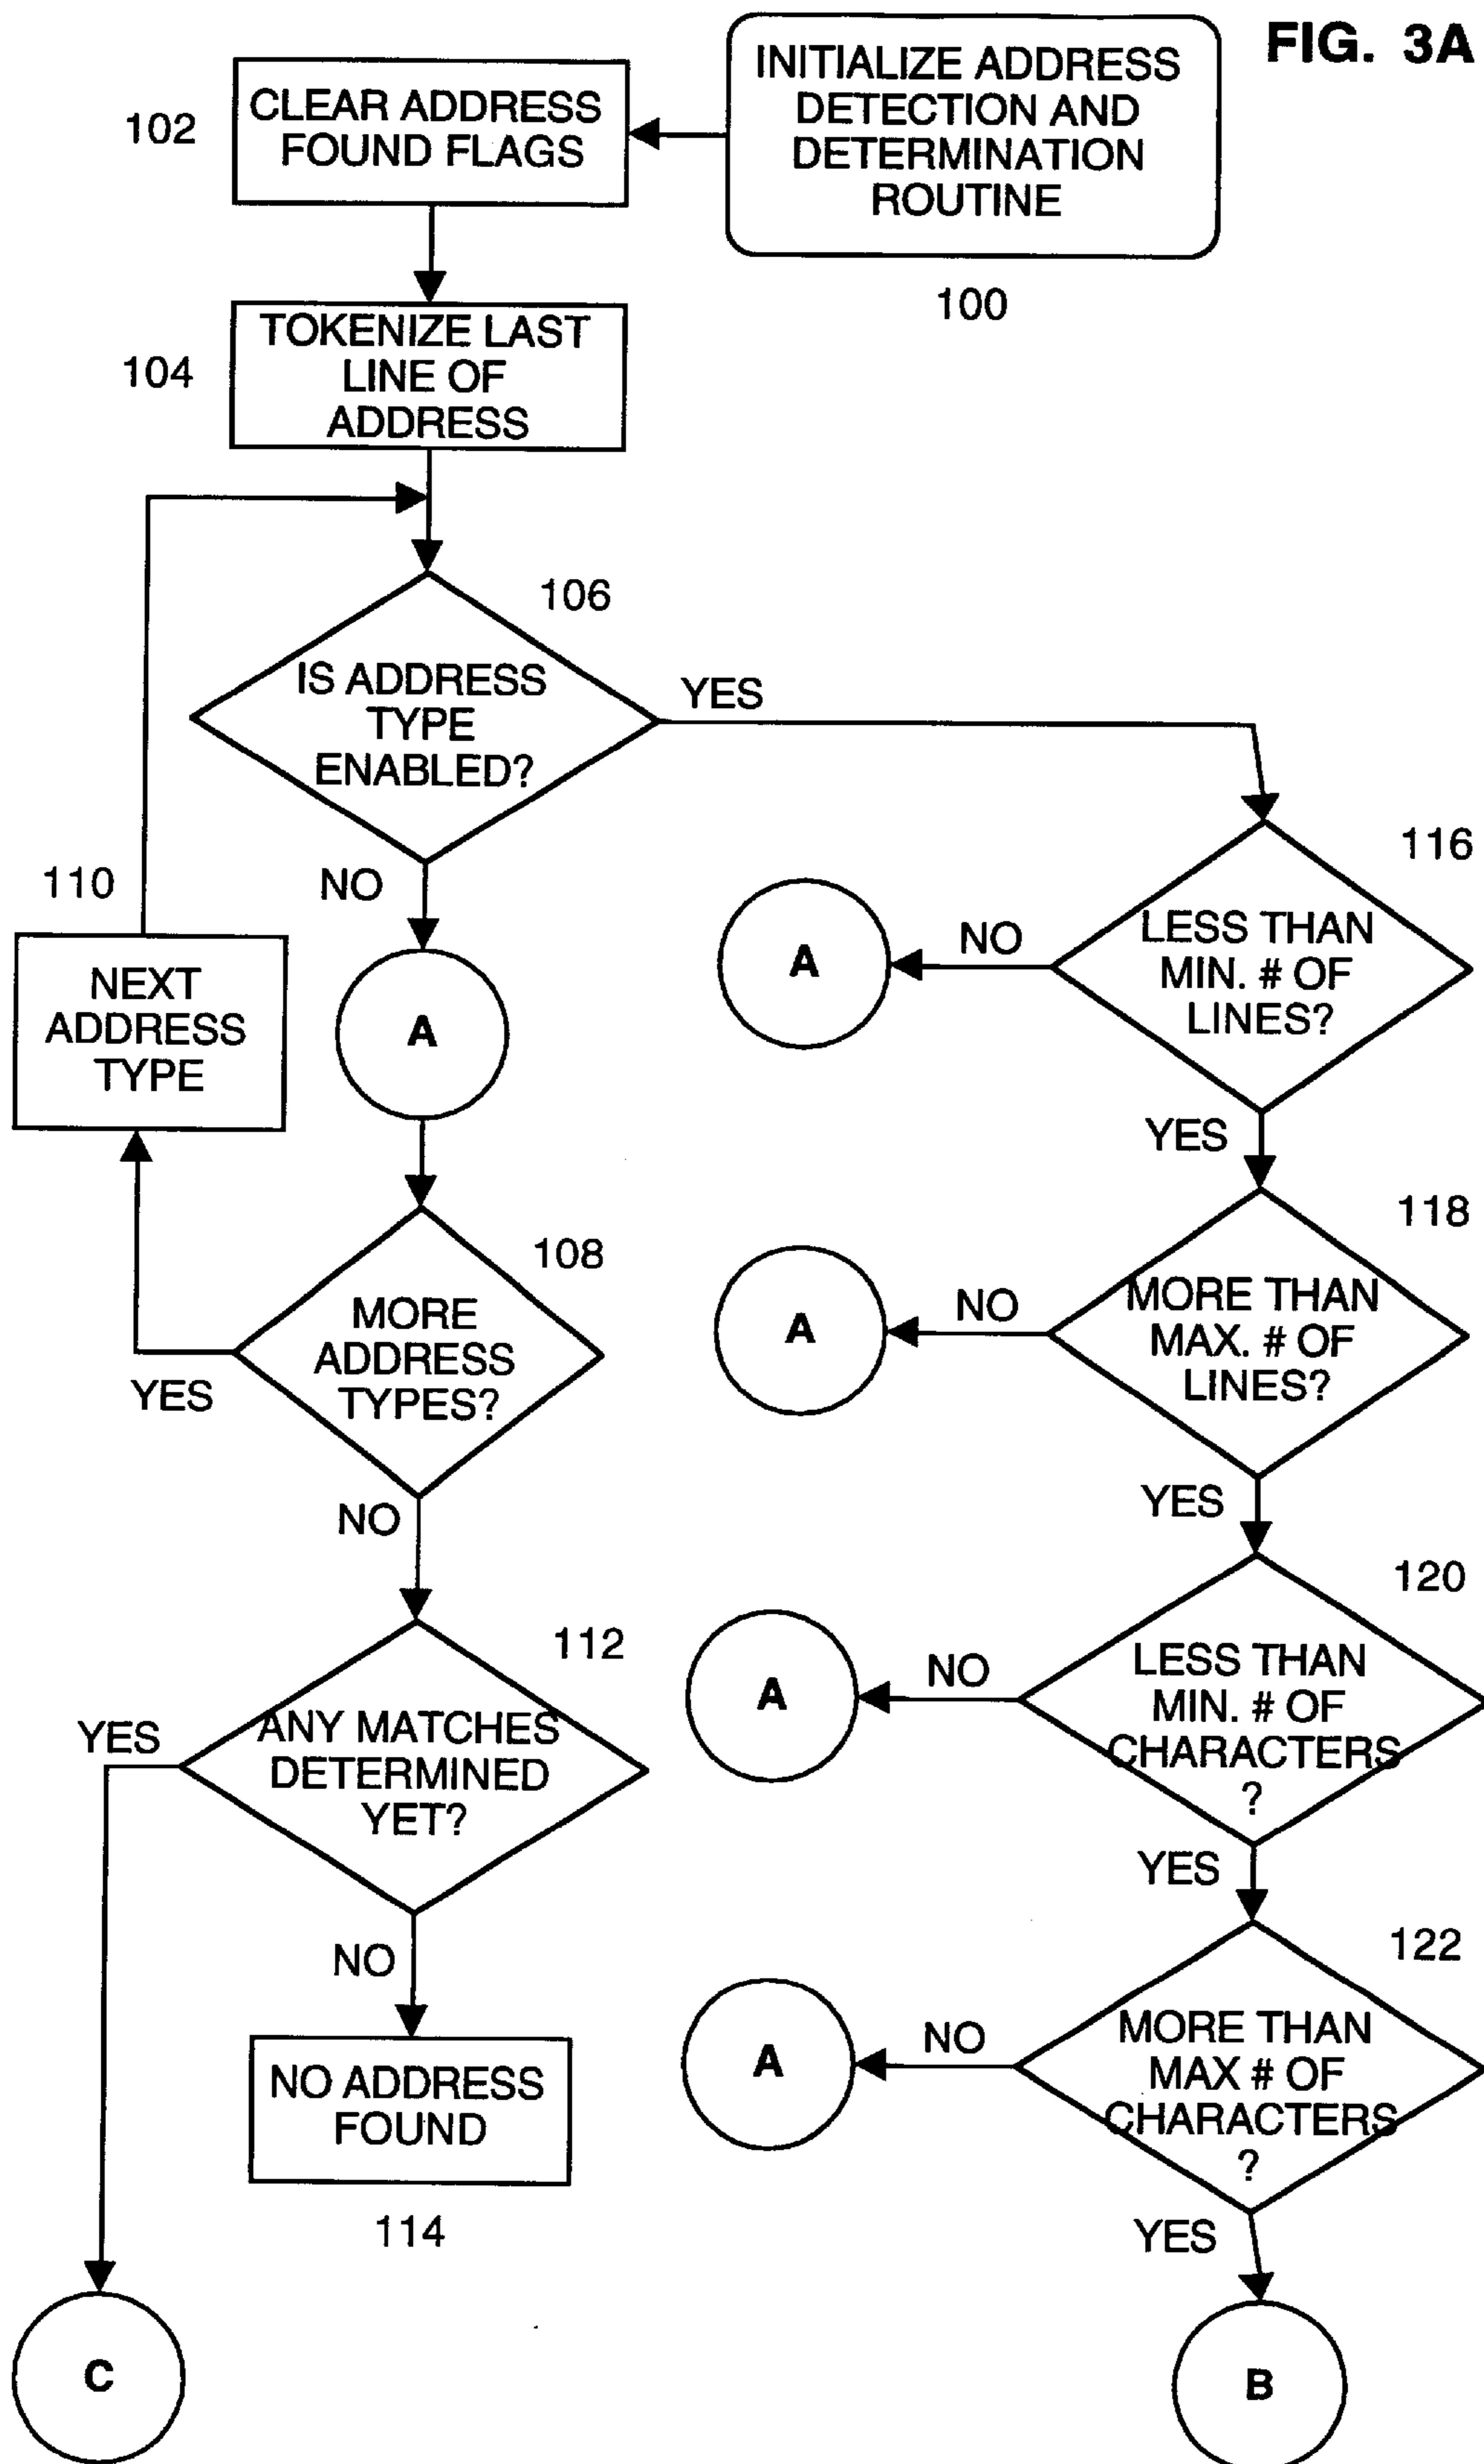 FIG. 3A
INITIALIZE ADDRESS
DETECTION AND
DETERMINATION
ROUTINE
100
102
CLEAR ADDRESS
FOUND FLAGS
104
TOKENIZE LAST
LINE OF
ADDRESS
106
IS ADDRESS
TYPE
ENABLED?
YES
NO
110
NEXT
ADDRESS
TYPE
A
108
MORE
ADDRESS
TYPES?
YES
NO
112
ANY MATCHES
DETERMINED
YET?
YES
NO
NO ADDRESS
FOUND
114
C
116
LESS THAN
MIN. # OF
LINES?
NO
A
YES
118
MORE THAN
MAX. # OF
LINES?
NO
A
YES
120
LESS THAN
MIN. # OF
CHARACTERS
?
NO
A
YES
122
MORE THAN
MAX # OF
CHARACTERS
?
NO
A
YES
B